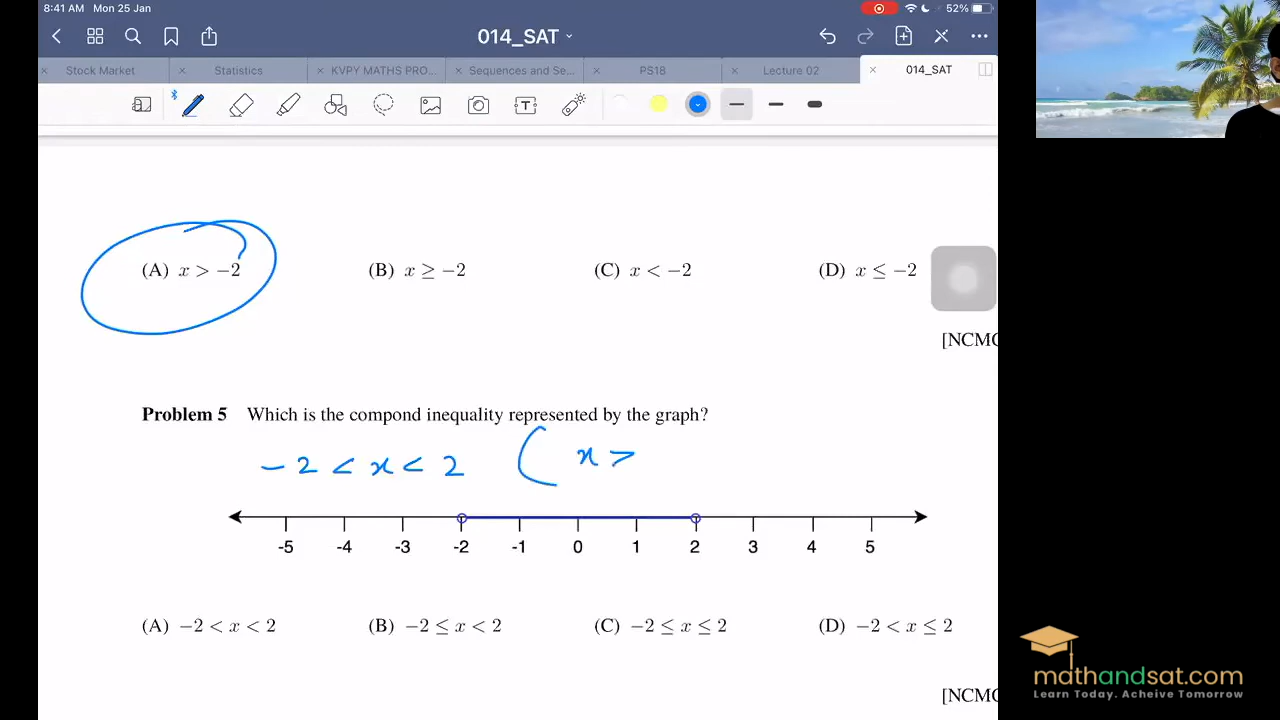 8:41 AM Mon 25 Jan 52%
014_SAT
Stock Market Statistics KVPY MATHS PRO... Sequences and Se... PS18 Lecture 02 014_SAT
T
(A) x > −2 (B) x ≥ −2 (C) x < −2 (D) x ≤ −2
[NCMC
Problem 5 Which is the compond inequality represented by the graph?
−2 < x < 2 ( x >
-5 -4 -3 -2 -1 0 1 2 3 4 5
(A) −2 < x < 2 (B) −2 ≤ x < 2 (C) −2 ≤ x ≤ 2 (D) −2 < x ≤ 2
[NCMC
mathandsat.com
Learn Today. Acheive Tomorrow